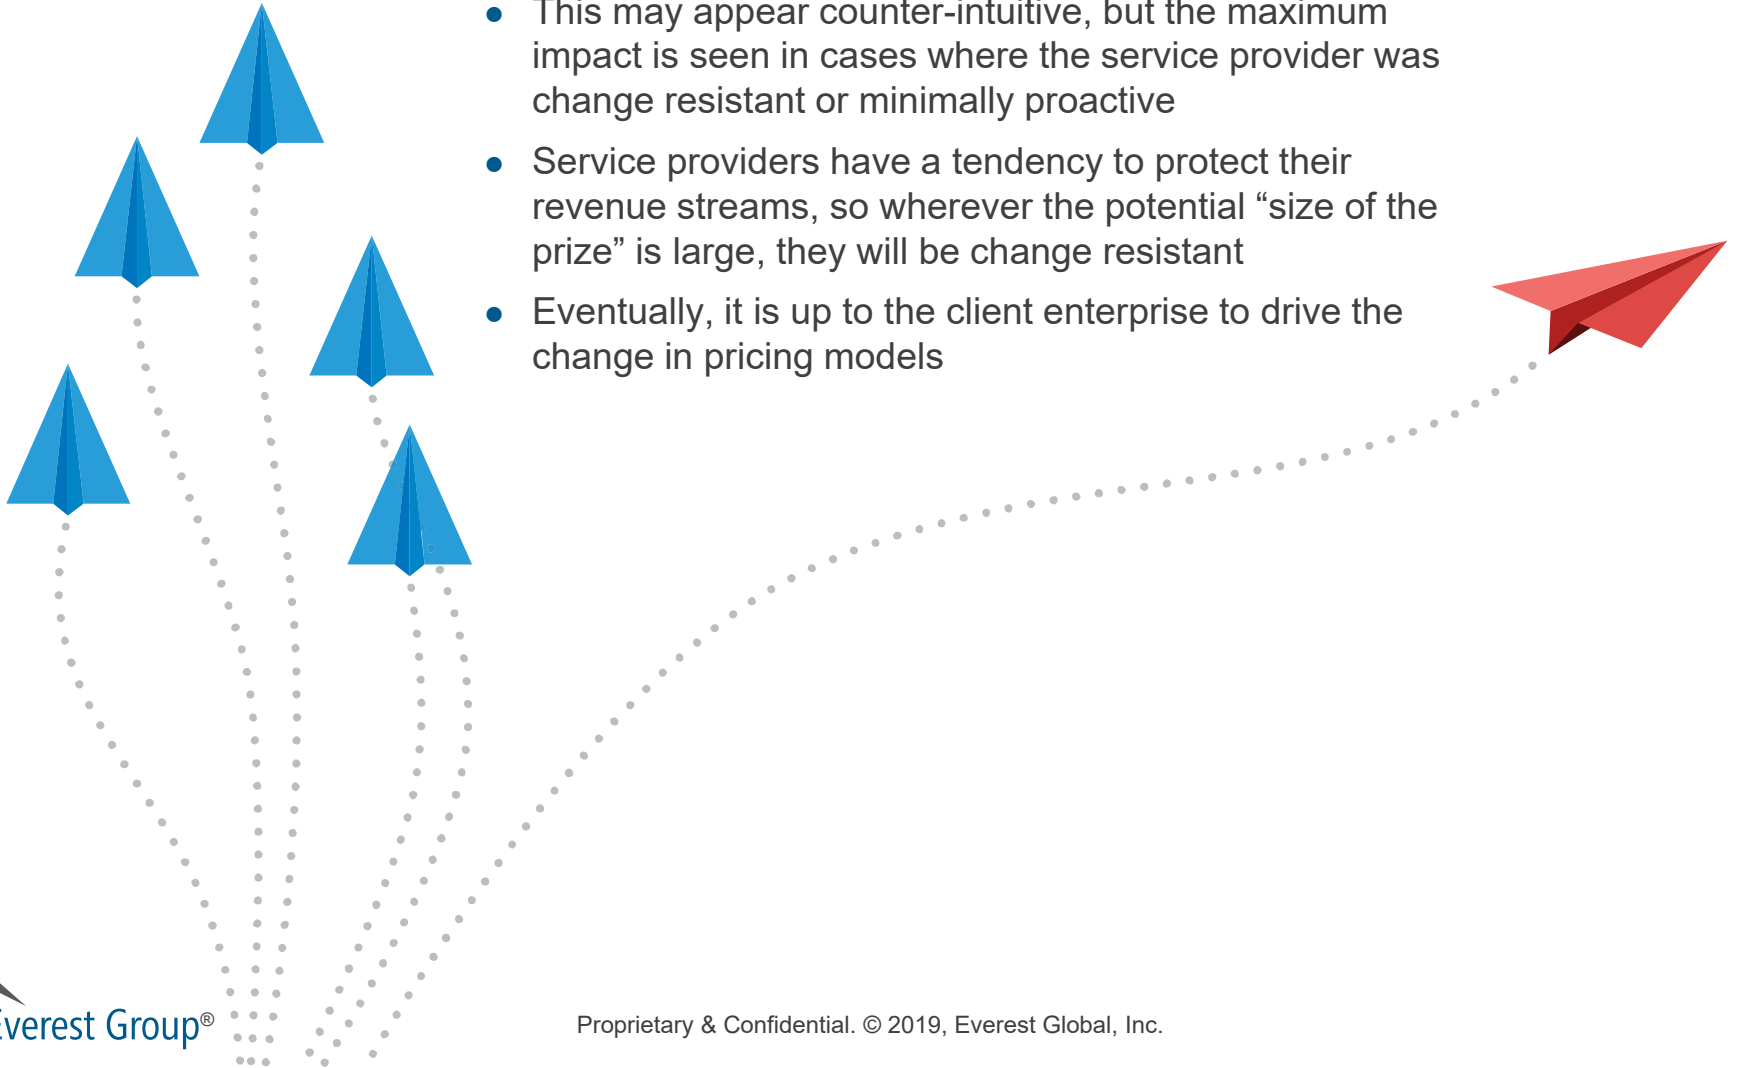 This may appear counter-intuitive, but the maximum
impact is seen in cases where the service provider was
change resistant or minimally proactive
Service providers have a tendency to protect their
revenue streams, so wherever the potential “size of the
prize” is large, they will be change resistant
Eventually, it is up to the client enterprise to drive the
change in pricing models
Everest Group®
Proprietary & Confidential. © 2019, Everest Global, Inc.